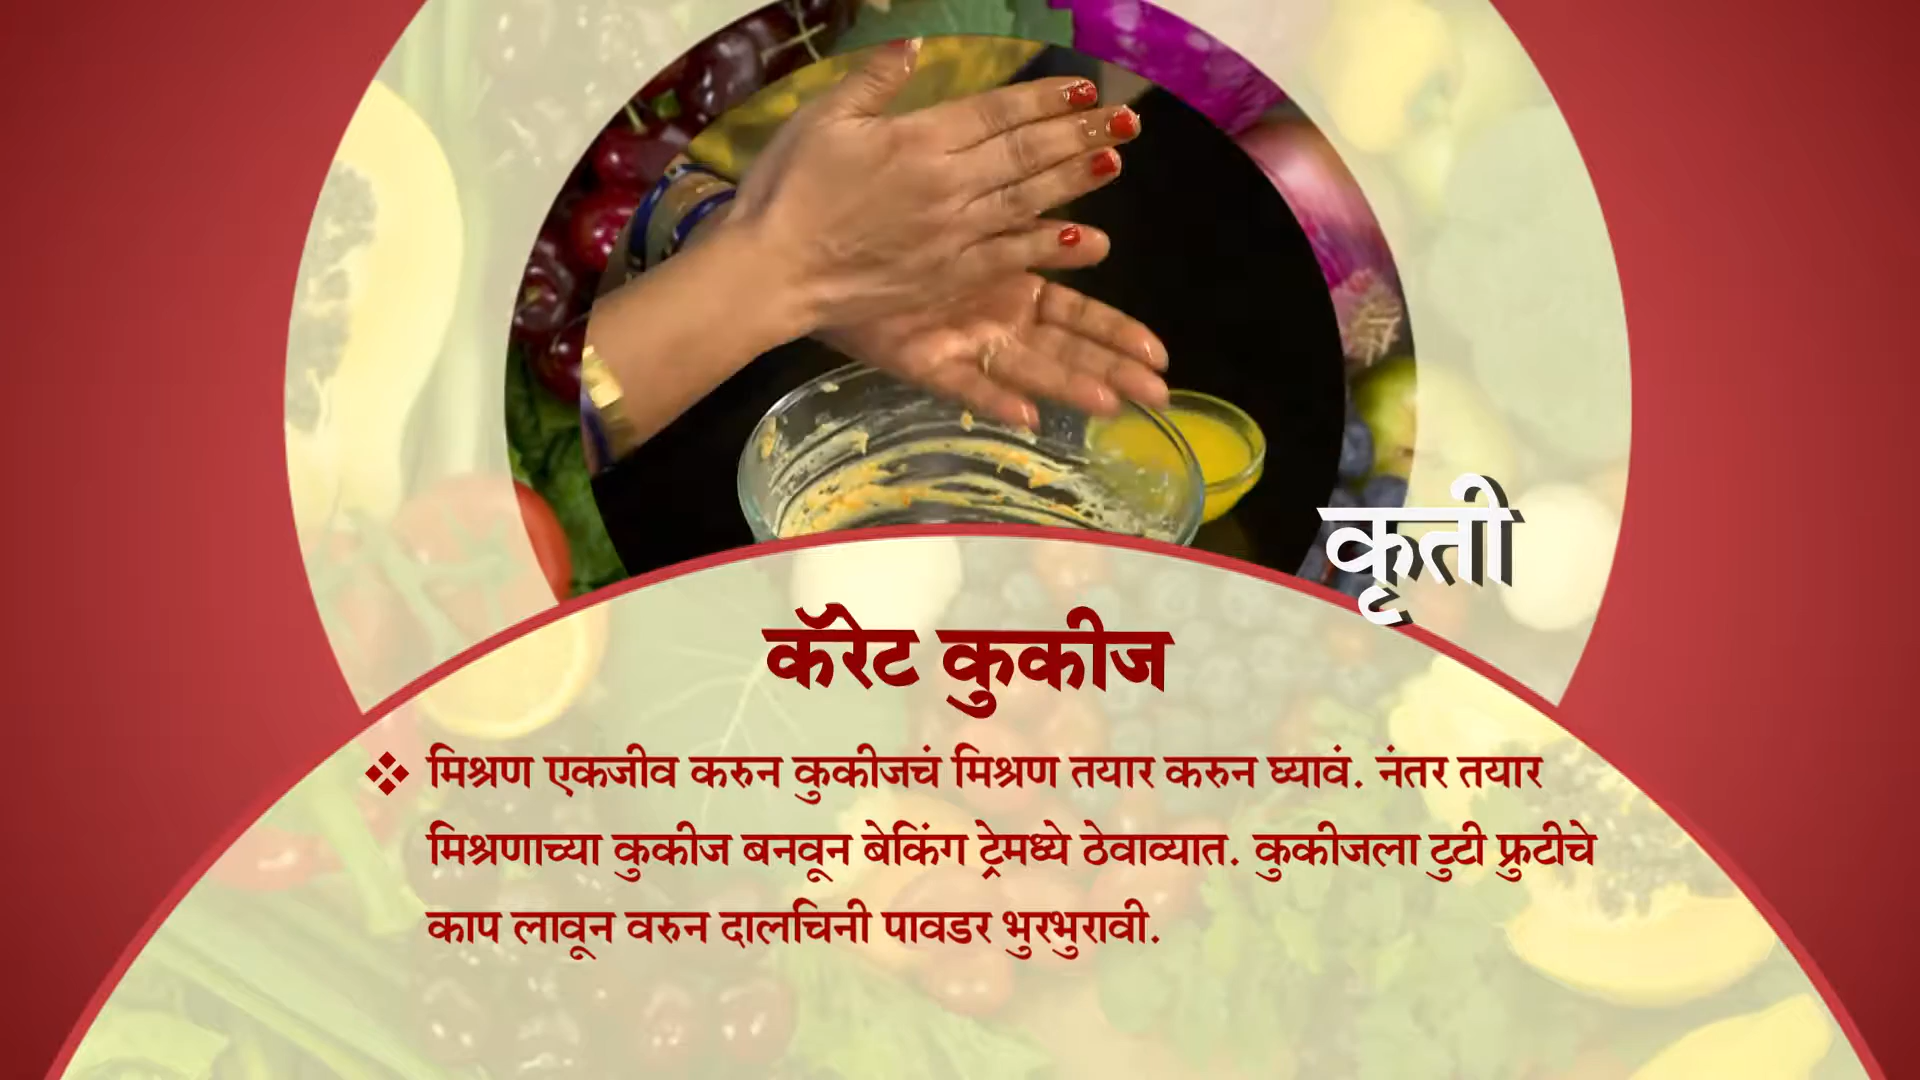 कृती
कॅरेट कुकीज
❖ मिश्रण एकजीव करुन कुकीजचं मिश्रण तयार करुन घ्यावं. नंतर तयार
मिश्रणाच्या कुकीज बनवून बेकिंग ट्रेमध्ये ठेवाव्यात. कुकीजला टुटी फ्रुटीचे
काप लावून वरुन दालचिनी पावडर भुरभुरावी.